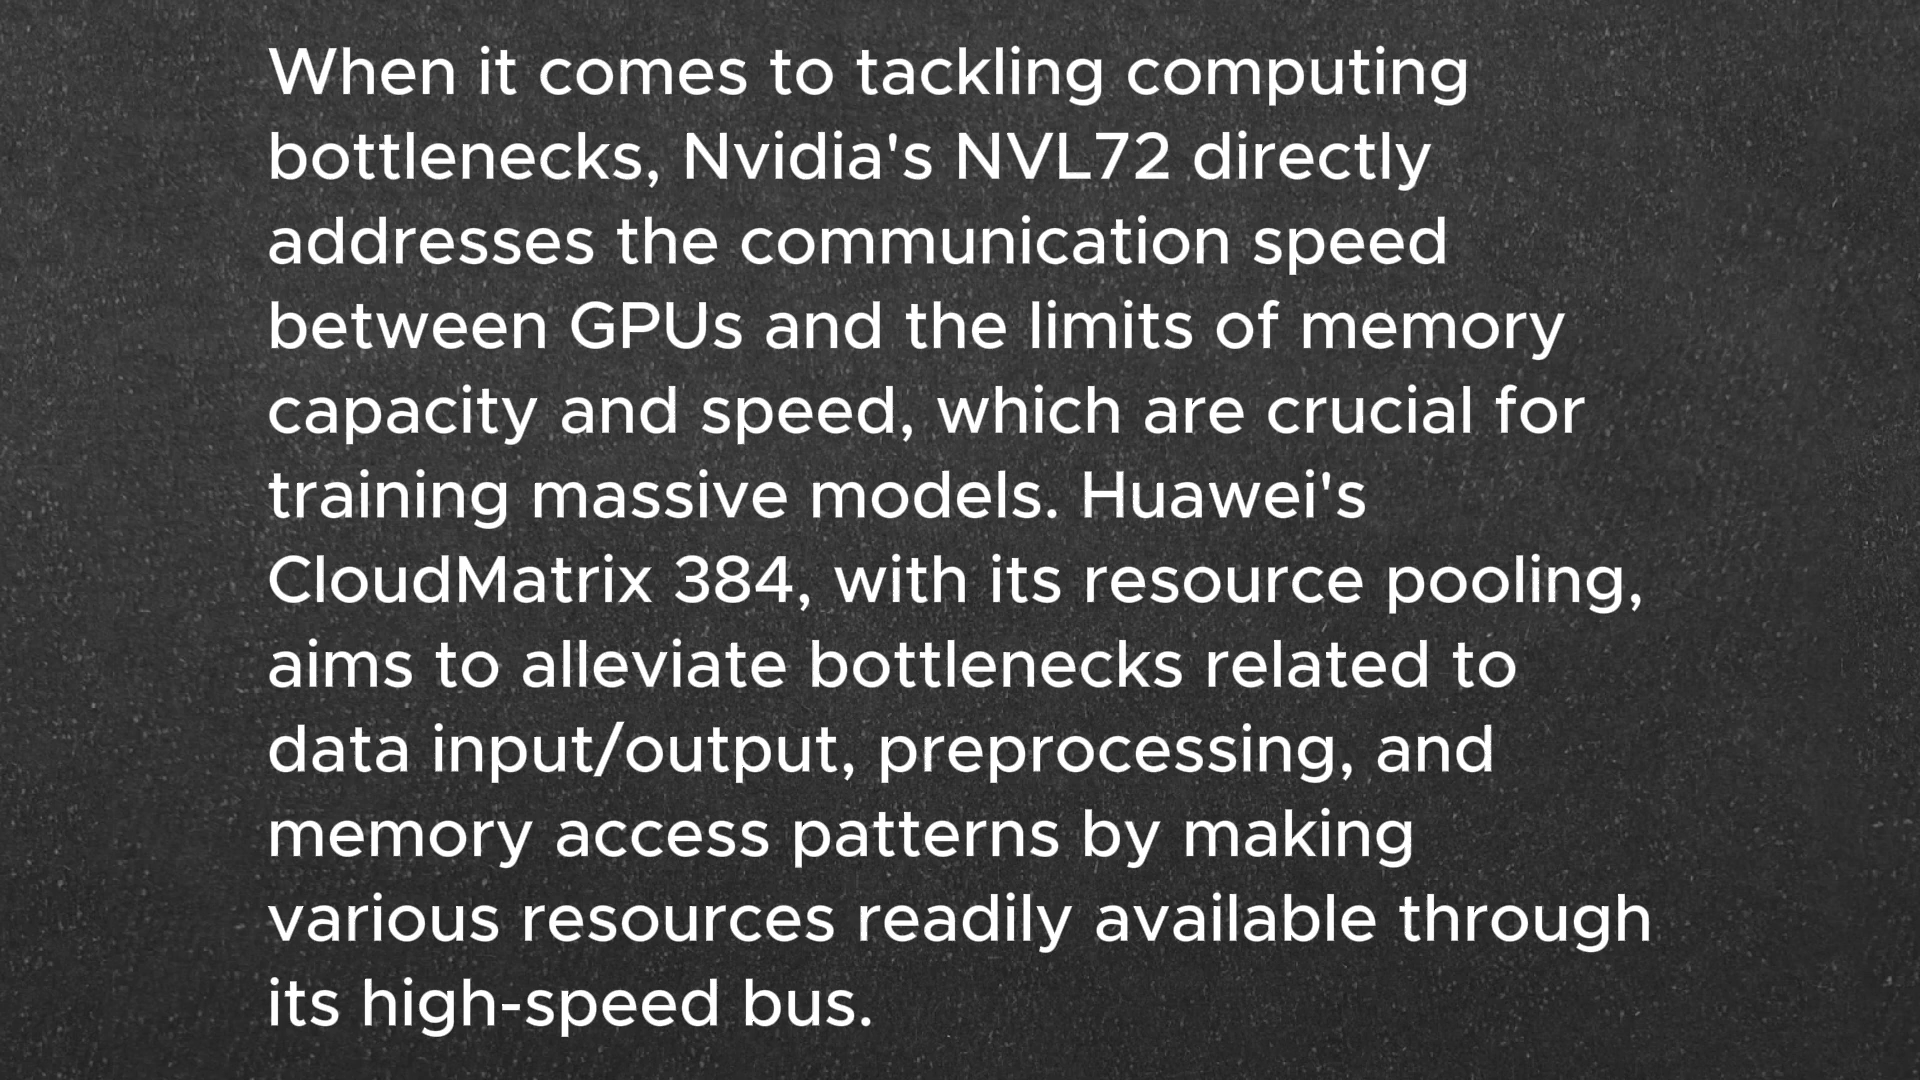 When it comes to tackling computing
bottlenecks, Nvidia's NVL72 directly
addresses the communication speed
between GPUs and the limits of memory
capacity and speed, which are crucial for
training massive models. Huawei's
CloudMatrix 384, with its resource pooling,
aims to alleviate bottlenecks related to
data input/output, preprocessing, and
memory access patterns by making
various resources readily available through
its high-speed bus.